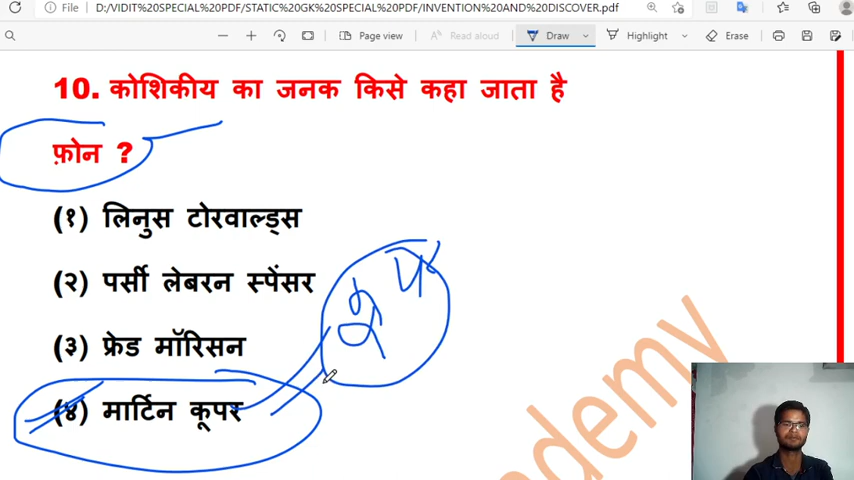 File
D:/VIDIT%20SPECIAL%20PDF/STATIC%20GK%20SPECIAL%20PDF/INVENTION%20AND%20DISCOVER.pdf
Page view
Read aloud
Draw
Highlight
Erase
10. कोशिकीय का जनक किसे कहा जाता है
फ़ोन ?
(१) लिनुस टोरवाल्ड्स
(२) पर्सी लेबरन स्पेंसर
(३) फ्रेड मॉरिसन
(४) मार्टिन कूपर
demy